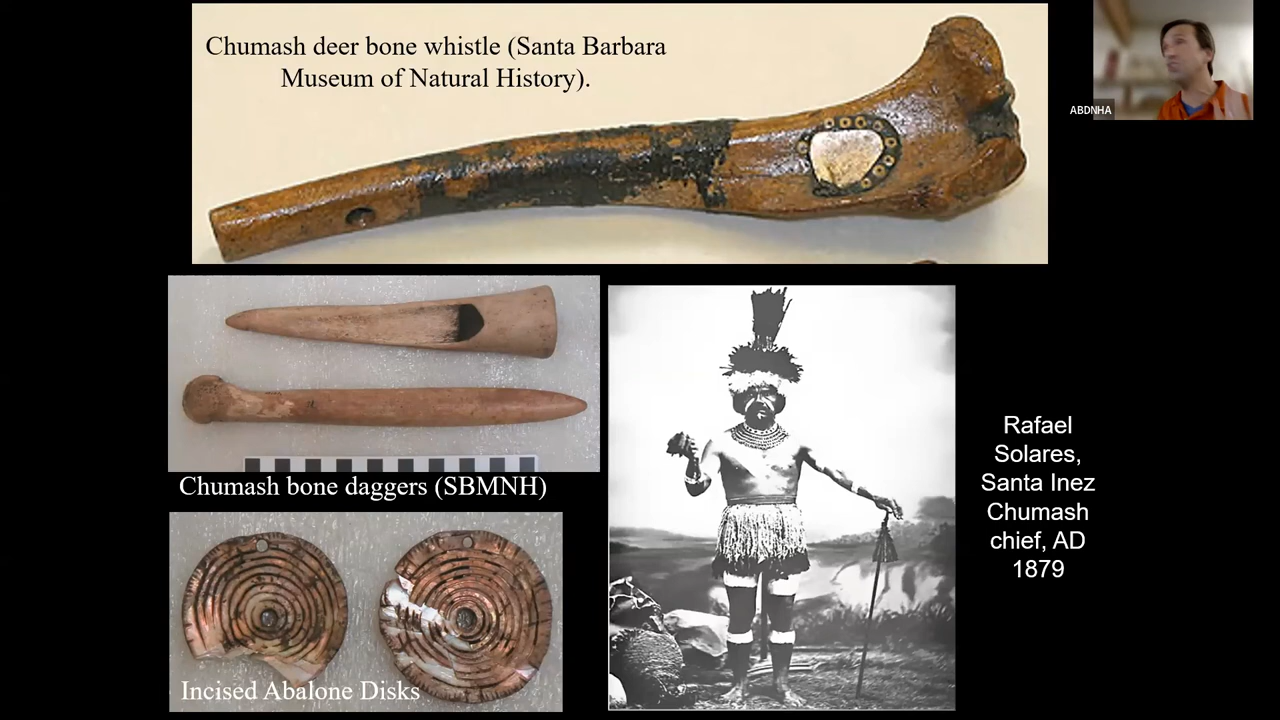 Chumash deer bone whistle (Santa Barbara
Museum of Natural History).
ABDNHA
Chumash bone daggers (SBMNH)
Incised Abalone Disks
Rafael
Solares,
Santa Inez
Chumash
chief, AD
1879